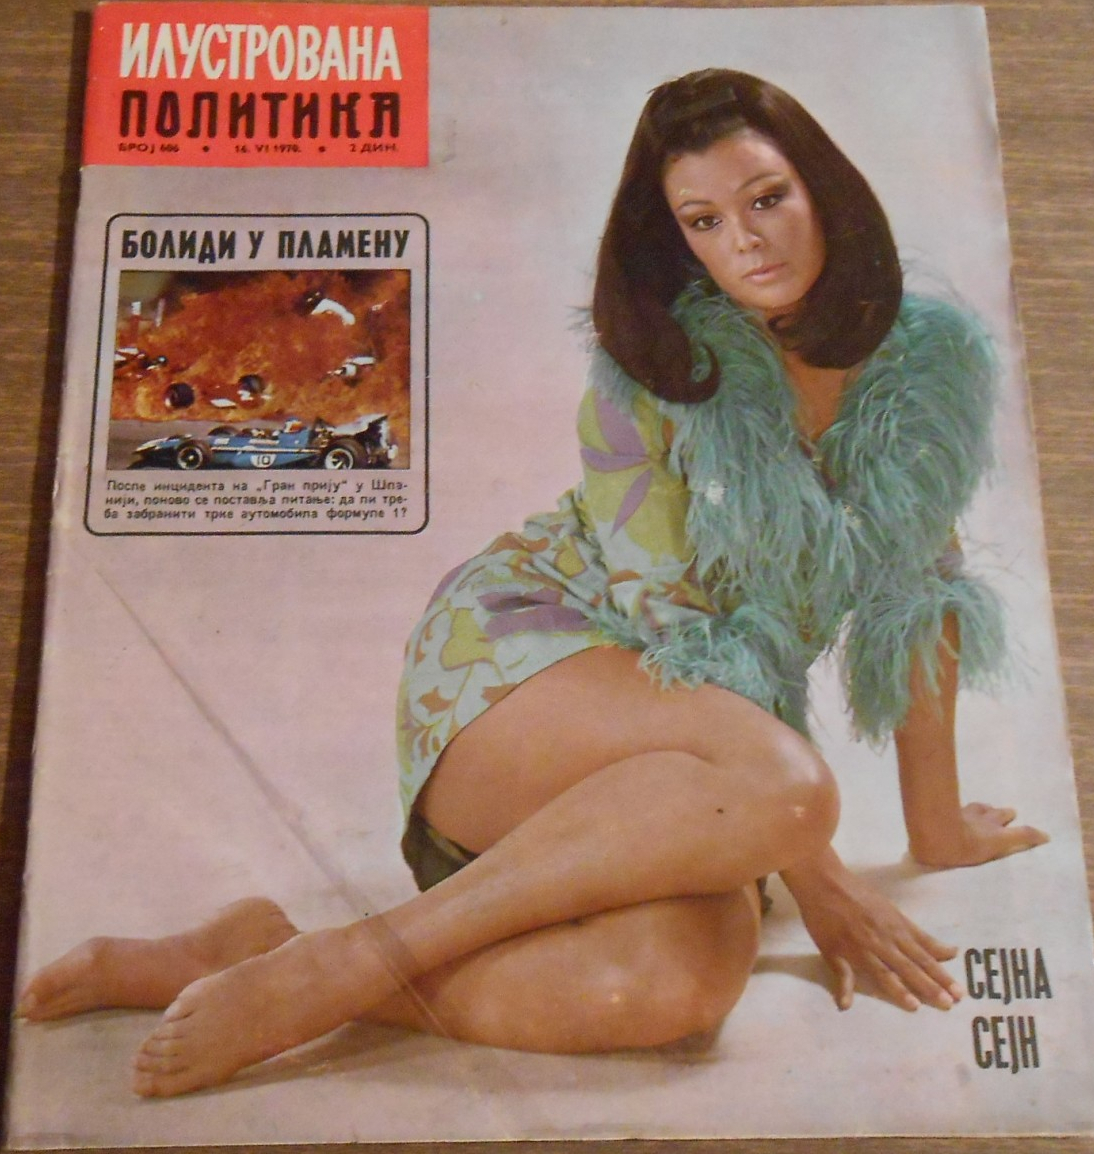 ИЛУСТРОВАНА
ПОЛИТИКА
БРОЈ 606 • 16. VI 1970. • 2 ДИН.
БОЛИДИ У ПЛАМЕНУ
10
После инцидента на „Гран прију“ у Шпа-
нији, поново се поставља питање: да ли тре-
ба забранити трке аутомобила формуле 1?
СЕЈНА
СЕЈН